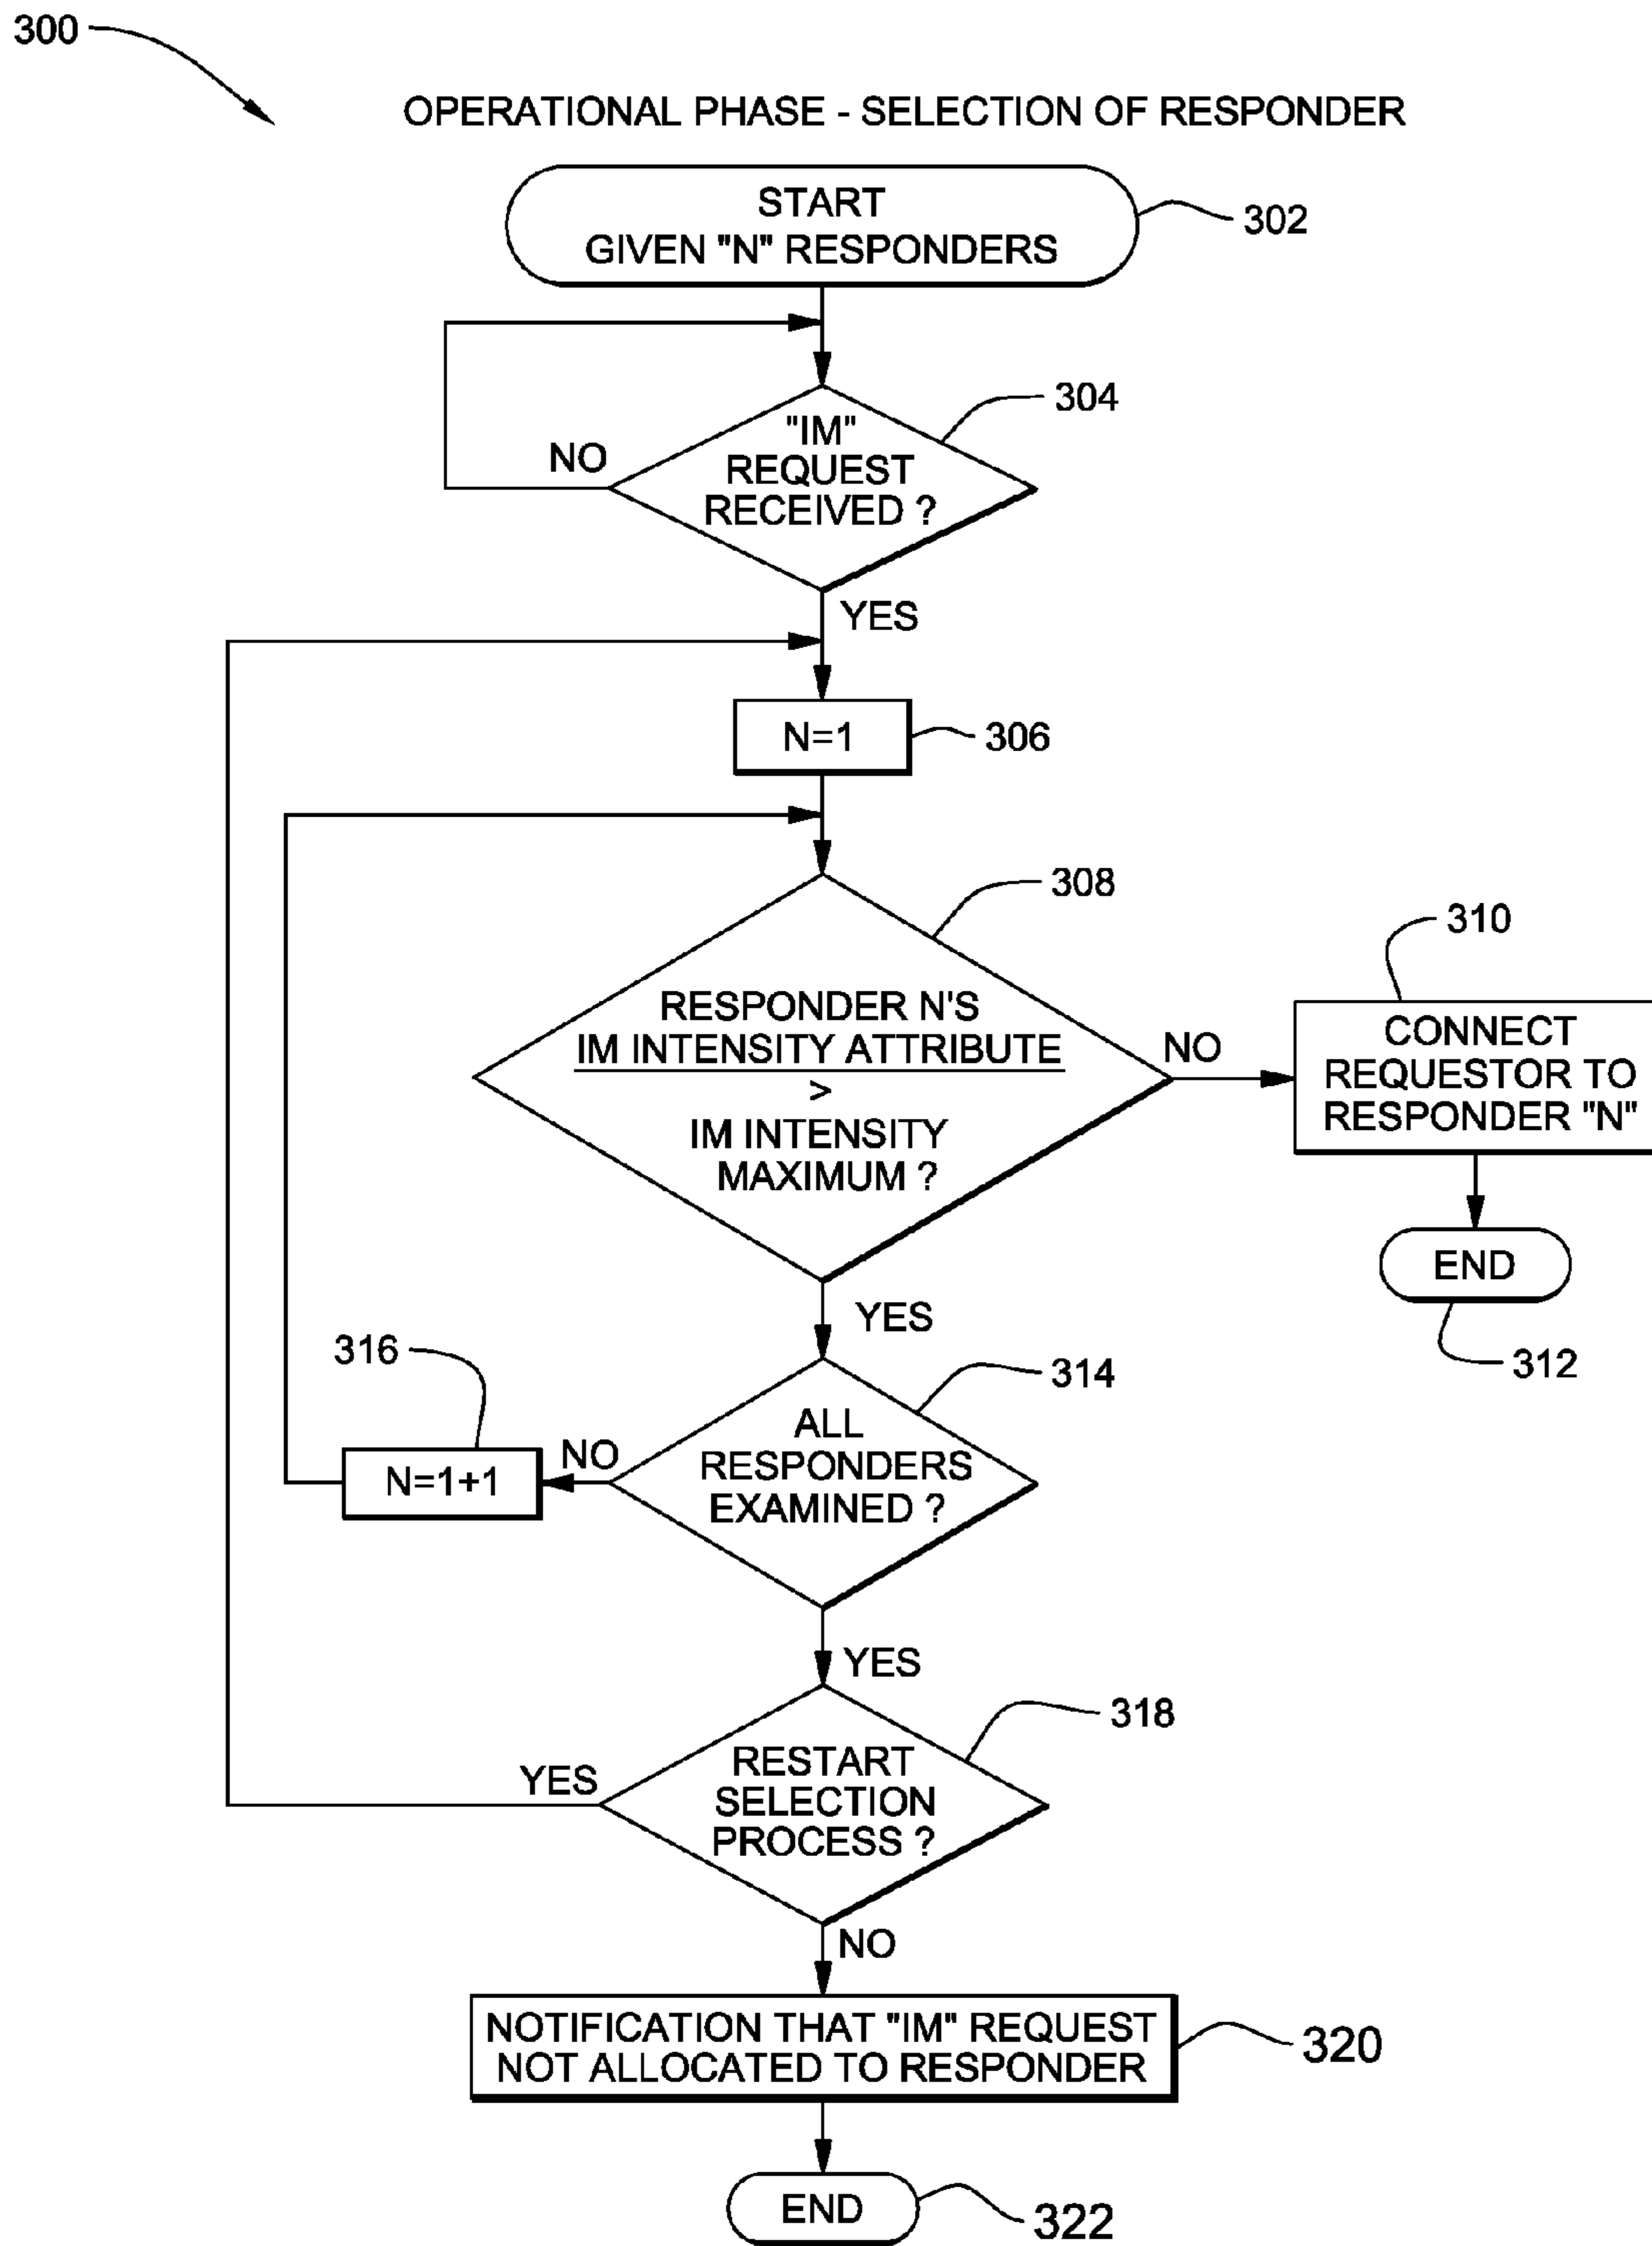 300
OPERATIONAL PHASE - SELECTION OF RESPONDER
START
GIVEN "N" RESPONDERS
302
304
"IM"
REQUEST
RECEIVED ?
NO
YES
N=1
306
308
RESPONDER N'S
IM INTENSITY ATTRIBUTE
>
IM INTENSITY
MAXIMUM ?
NO
310
CONNECT
REQUESTOR TO
RESPONDER "N"
END
312
YES
316
314
ALL
RESPONDERS
EXAMINED ?
NO
N=1+1
YES
318
RESTART
SELECTION
PROCESS ?
YES
NO
NOTIFICATION THAT "IM" REQUEST
NOT ALLOCATED TO RESPONDER
320
END
322